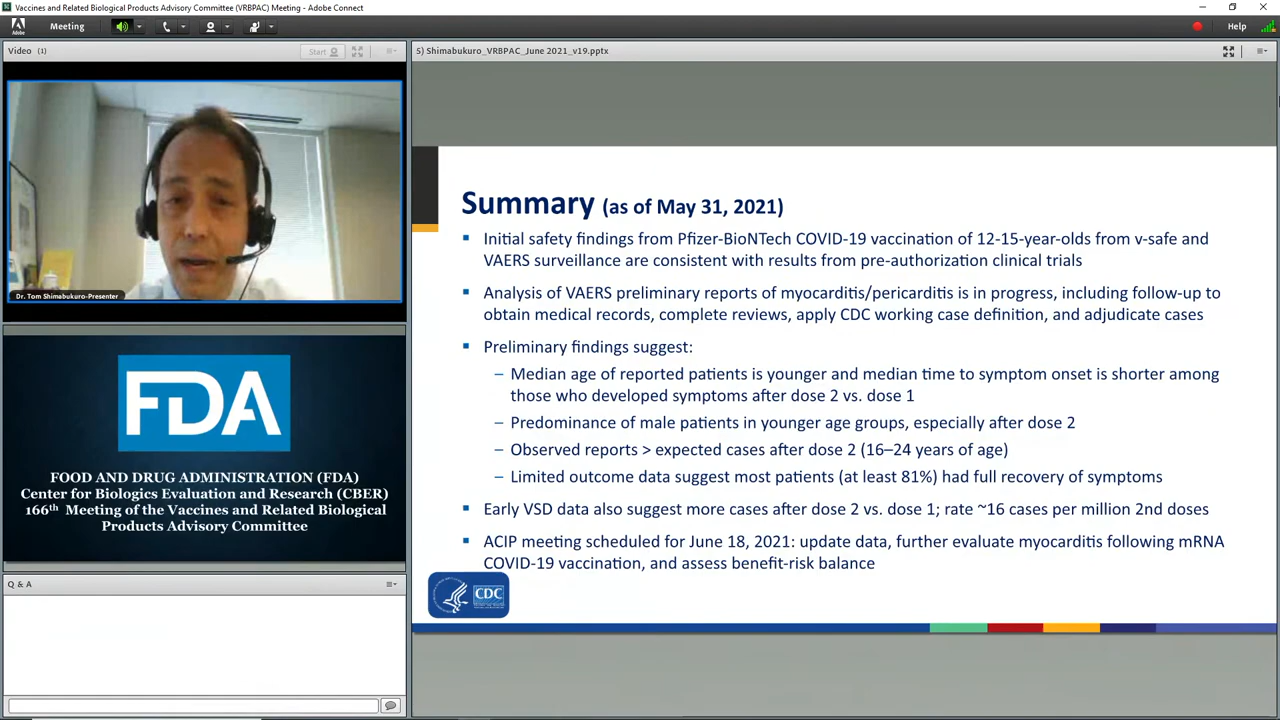 Vaccines and Related Biological Products Advisory Committee (VRBPAC) Meeting - Adobe Connect
Adobe
Meeting
Help
Video (1)
Start
Dr. Tom Shimabukuro-Presenter
FDA
FOOD AND DRUG ADMINISTRATION (FDA)
Center for Biologics Evaluation and Research (CBER)
166th Meeting of the Vaccines and Related Biological
Products Advisory Committee
Q & A
5) Shimabukuro_VRBPAC_June 2021_v19.pptx
Summary (as of May 31, 2021)
▪ Initial safety findings from Pfizer-BioNTech COVID-19 vaccination of 12-15-year-olds from v-safe and
VAERS surveillance are consistent with results from pre-authorization clinical trials
▪ Analysis of VAERS preliminary reports of myocarditis/pericarditis is in progress, including follow-up to
obtain medical records, complete reviews, apply CDC working case definition, and adjudicate cases
▪ Preliminary findings suggest:
– Median age of reported patients is younger and median time to symptom onset is shorter among
those who developed symptoms after dose 2 vs. dose 1
– Predominance of male patients in younger age groups, especially after dose 2
– Observed reports > expected cases after dose 2 (16–24 years of age)
– Limited outcome data suggest most patients (at least 81%) had full recovery of symptoms
▪ Early VSD data also suggest more cases after dose 2 vs. dose 1; rate ~16 cases per million 2nd doses
▪ ACIP meeting scheduled for June 18, 2021: update data, further evaluate myocarditis following mRNA
COVID-19 vaccination, and assess benefit-risk balance
CDC